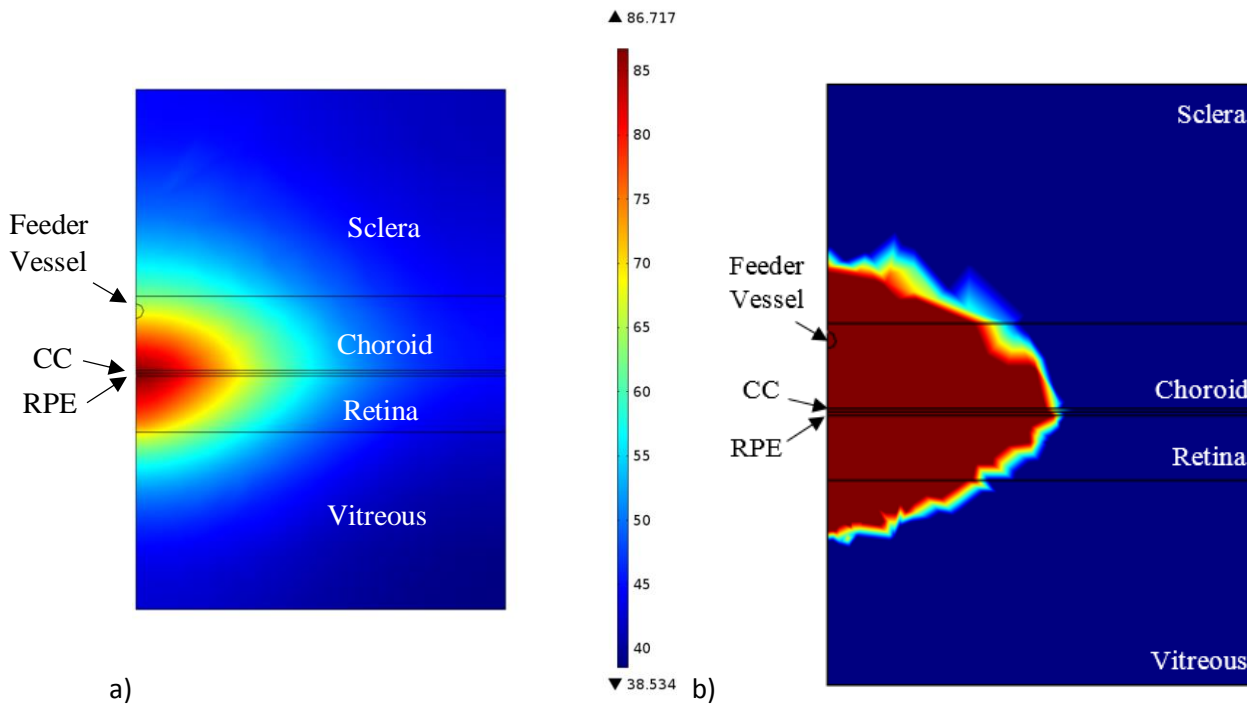 Feeder
Vessel
CC
RPE
Sclera
Choroid
Retina
Vitreous
a)
▲ 86.717
85
80
75
70
65
60
55
50
45
40
▼ 38.534
b)
Feeder
Vessel
CC
RPE
Sclera
Choroid
Retina
Vitreous